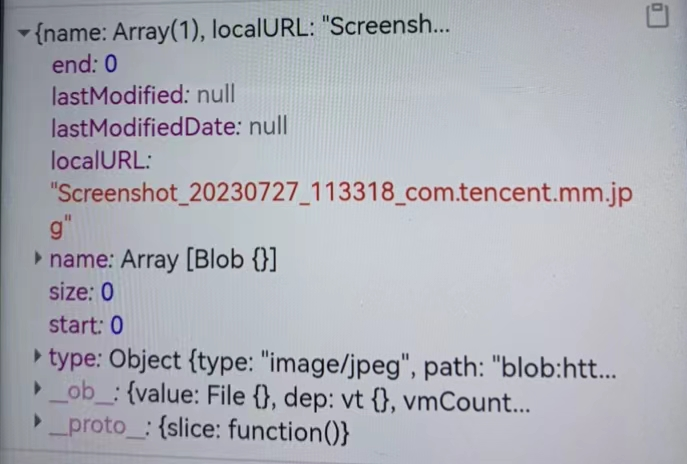 {name: Array(1), localURL: "Screensh...
end: 0
lastModified: null
lastModifiedDate: null
localURL:
"Screenshot_20230727_113318_com.tencent.mm.jp
g"
name: Array [Blob {}]
size: 0
start: 0
type: Object {type: "image/jpeg", path: "blob:htt...
__ob__: {value: File {}, dep: vt {}, vmCount...
__proto__: {slice: function()}